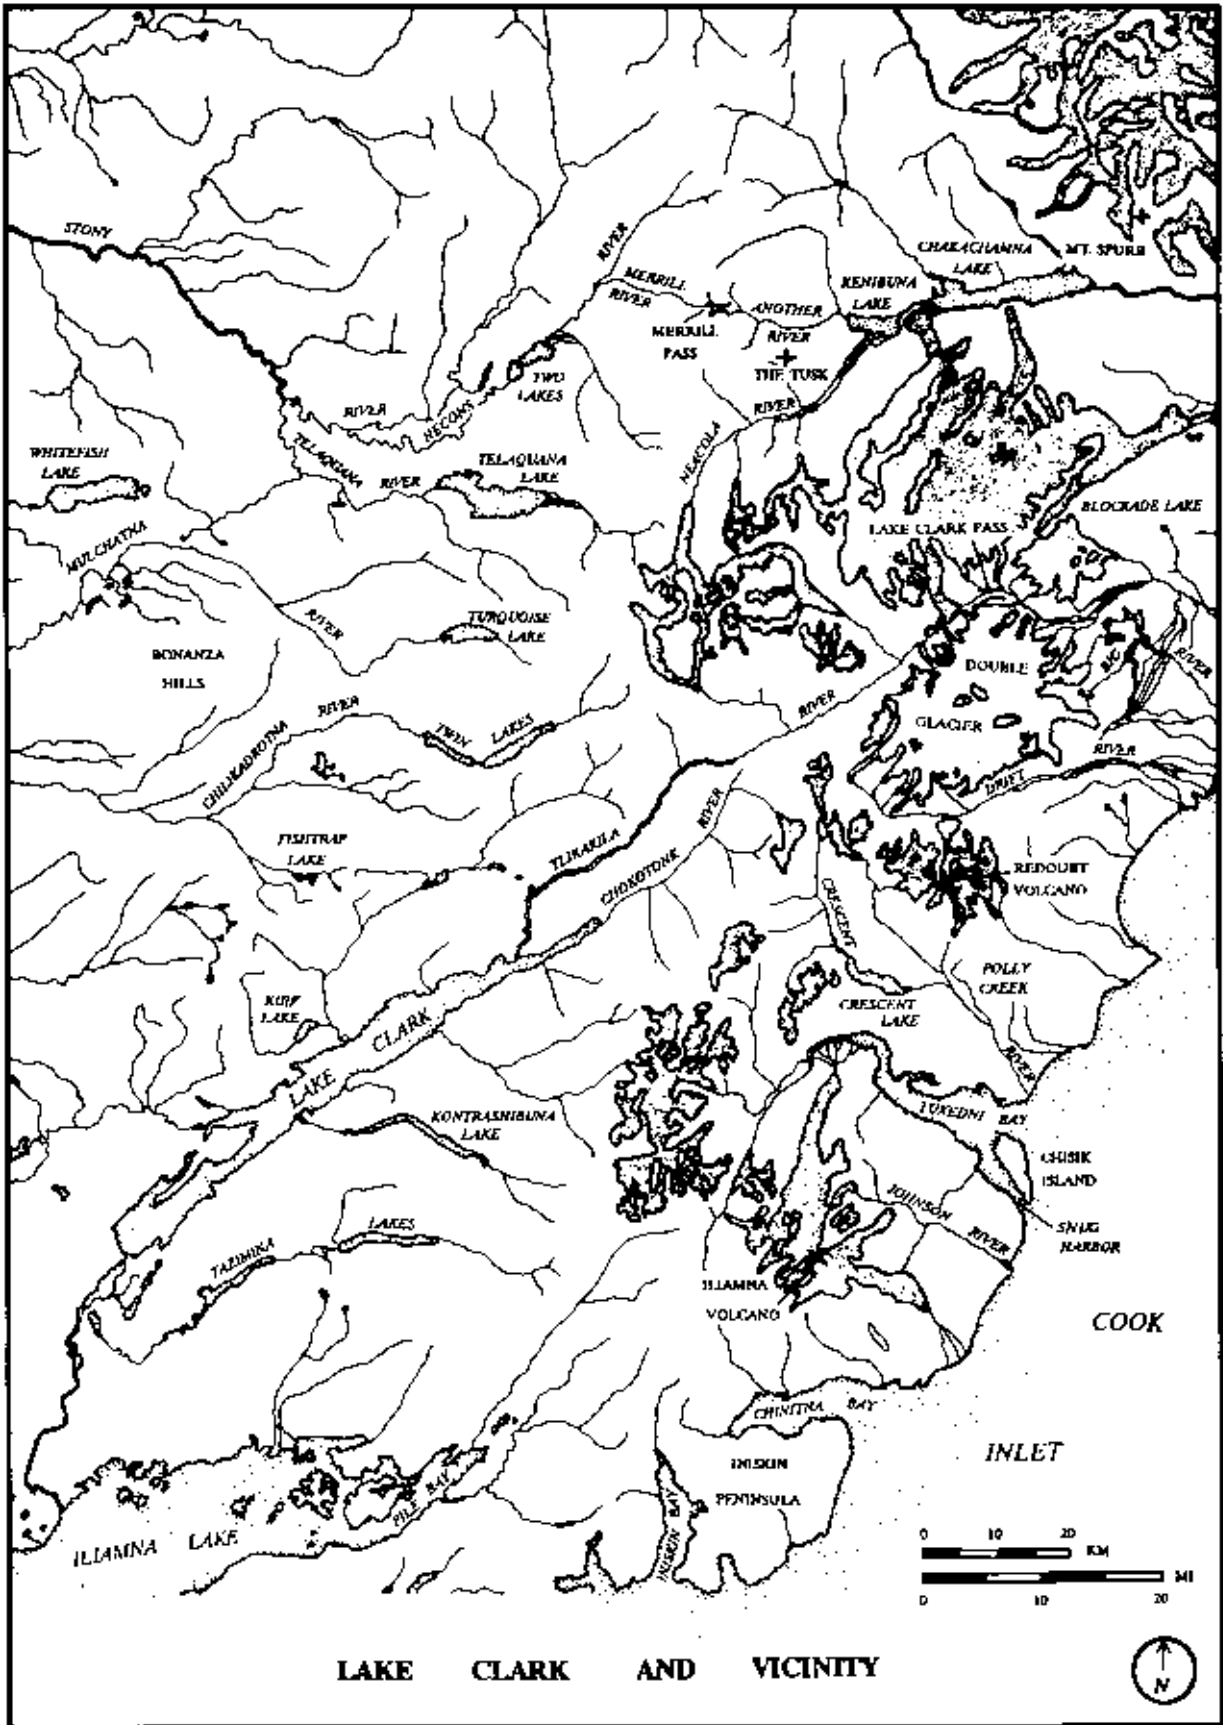 STONY
RIVER
MERRILL
RIVER
CHAKACHAMNA
LAKE
MT. SPURR
KENIBUNA
LAKE
ANOTHER
RIVER
MERRILL
PASS
THE TUSK
TWO
LAKES
RIVER
NECONS
RIVER
NEACOLA
WHITEFISH
LAKE
TELAQUANA
RIVER
TELAQUANA
LAKE
LAKE CLARK PASS
BLOCKADE LAKE
MULCHATNA
RIVER
TURQUOISE
LAKE
BONANZA
HILLS
DOUBLE
GLACIER
BIG
RIVER
RIVER
CHILIKADROTNA
RIVER
TWIN LAKES
DRIFT
RIVER
FISHTRAP
LAKE
TLIKAKILA
CHOKOTONK
RIVER
REDOUBT
VOLCANO
CRESCENT
POLLY
CREEK
CRESCENT
LAKE
RIVER
KIJIK
LAKE
LAKE CLARK
KONTRASHIBUNA
LAKE
TUXEDNI BAY
CHISIK
ISLAND
JOHNSON
RIVER
SNUG
HARBOR
TAZIMINA
LAKES
ILIAMNA
VOLCANO
COOK
INLET
CHINITNA BAY
INISKIN
PENINSULA
INISKIN BAY
PILE BAY
ILIAMNA LAKE
0 10 20
KM
MI
0 10 20
LAKE CLARK AND VICINITY
N